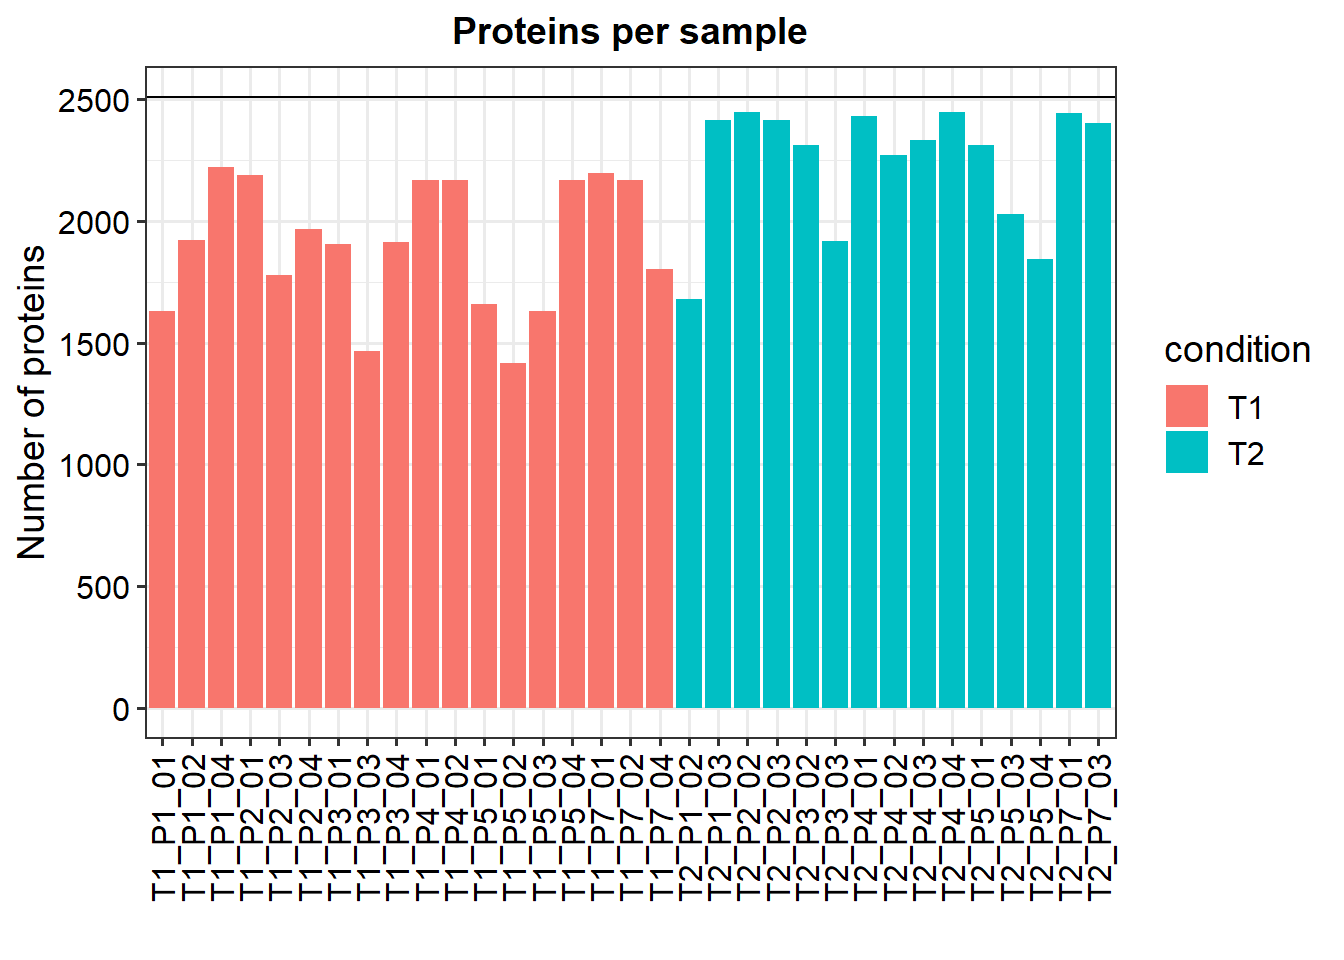 Proteins per sample
Number of proteins
2500
2000
1500
1000
500
0
T1_P1_01
T1_P1_02
T1_P1_04
T1_P2_01
T1_P2_03
T1_P2_04
T1_P3_01
T1_P3_03
T1_P3_04
T1_P4_01
T1_P4_02
T1_P5_01
T1_P5_02
T1_P5_03
T1_P5_04
T1_P7_01
T1_P7_02
T1_P7_04
T2_P1_02
T2_P1_03
T2_P2_02
T2_P2_03
T2_P3_02
T2_P3_03
T2_P4_01
T2_P4_02
T2_P4_03
T2_P4_04
T2_P5_01
T2_P5_03
T2_P5_04
T2_P7_01
T2_P7_03
condition
T1
T2